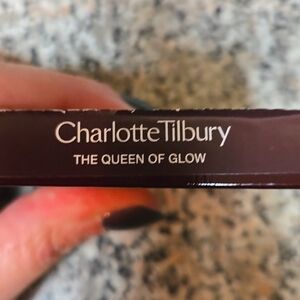 CharlotteTilbury
THE QUEEN OF GLOW